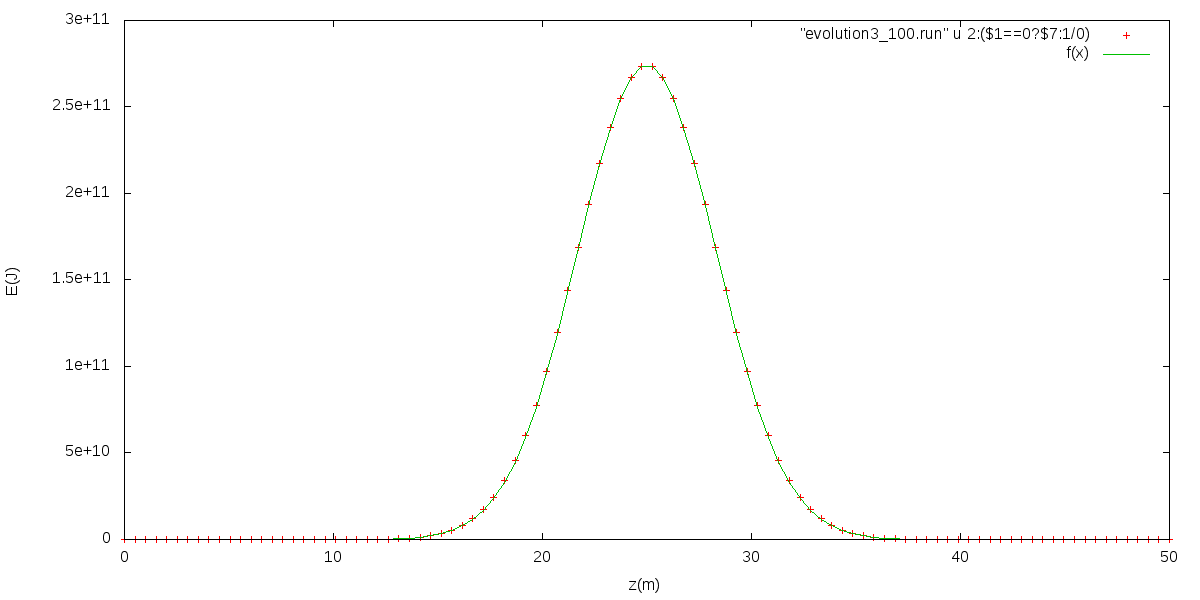 3e+11
"evolution3_100.run" u 2:($1==0?$7:1/0)
f(x)
2.5e+11
2e+11
1.5e+11
E(J)
1e+11
5e+10
0
0 10 20 30 40 50
z(m)